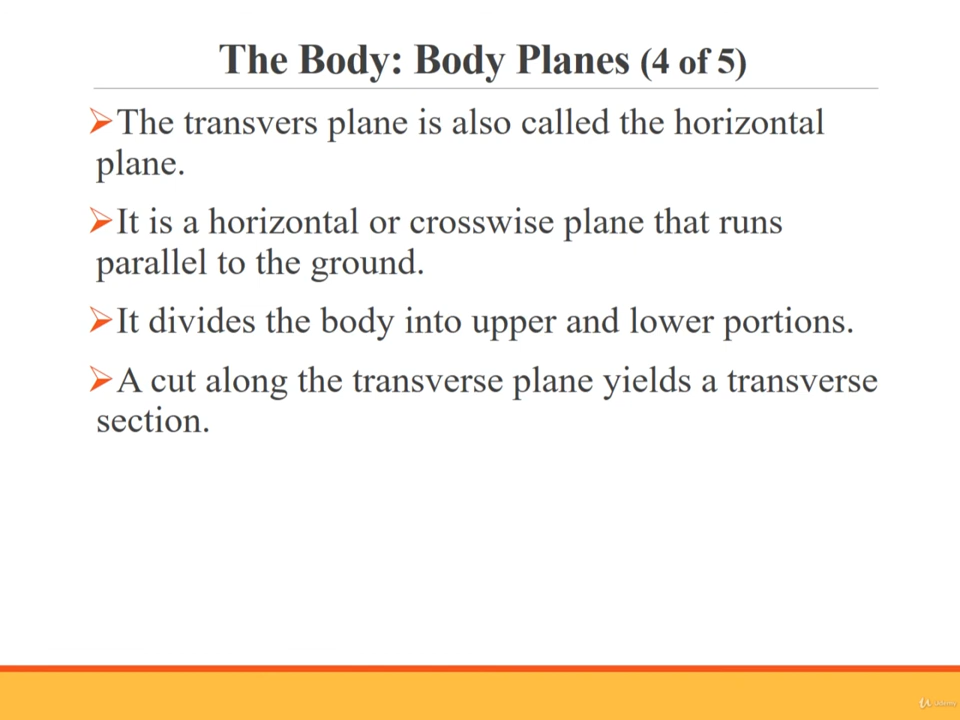 The Body: Body Planes (4 of 5)
The transvers plane is also called the horizontal
plane.
It is a horizontal or crosswise plane that runs
parallel to the ground.
It divides the body into upper and lower portions.
A cut along the transverse plane yields a transverse
section.
Udemy